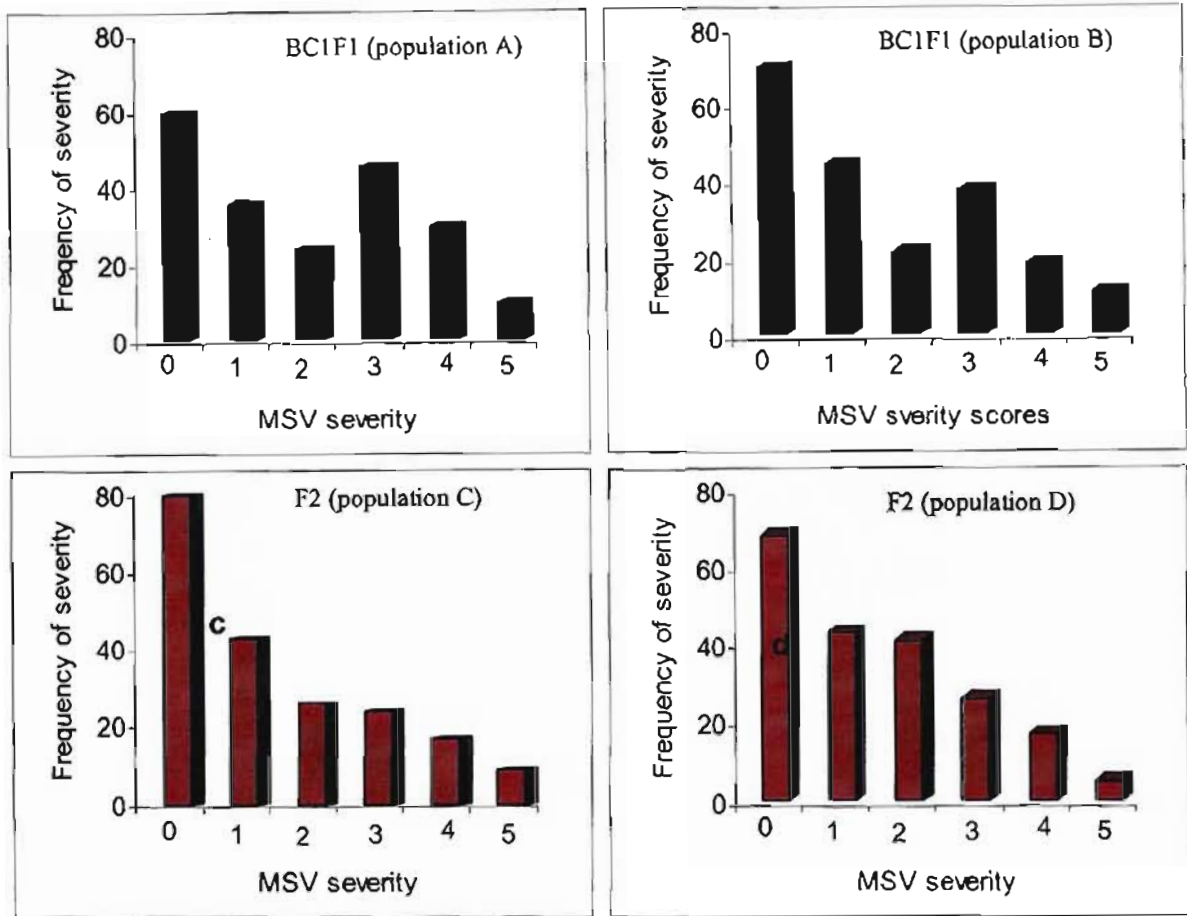 BC1F1 (population A)
Freqency of severity
80
60
40
20
0
0 1 2 3 4 5
MSV severity
BC1F1 (population B)
Frequency of severity
80
60
40
20
0
0 1 2 3 4 5
MSV sverity scores
F2 (population C)
Frequency of severity
80
60
40
20
0
c
0 1 2 3 4 5
MSV severity
F2 (population D)
Frequency of severity
80
60
40
20
0
d
0 1 2 3 4 5
MSV severity